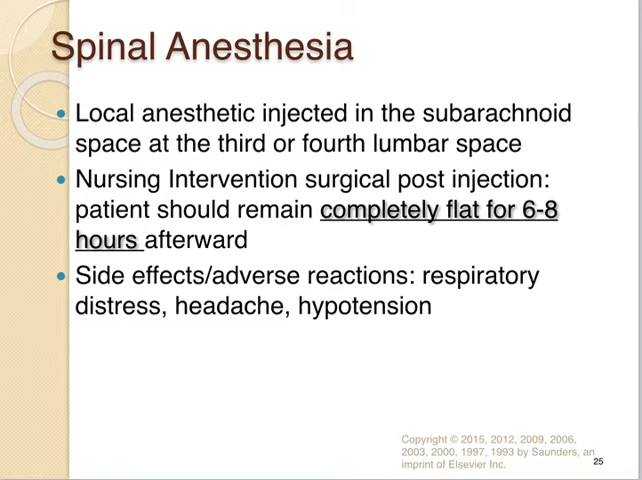 Spinal Anesthesia
• Local anesthetic injected in the subarachnoid
space at the third or fourth lumbar space
• Nursing Intervention surgical post injection:
patient should remain completely flat for 6-8
hours afterward
• Side effects/adverse reactions: respiratory
distress, headache, hypotension
Copyright © 2015, 2012, 2009, 2006,
2003, 2000, 1997, 1993 by Saunders, an
imprint of Elsevier Inc.
25